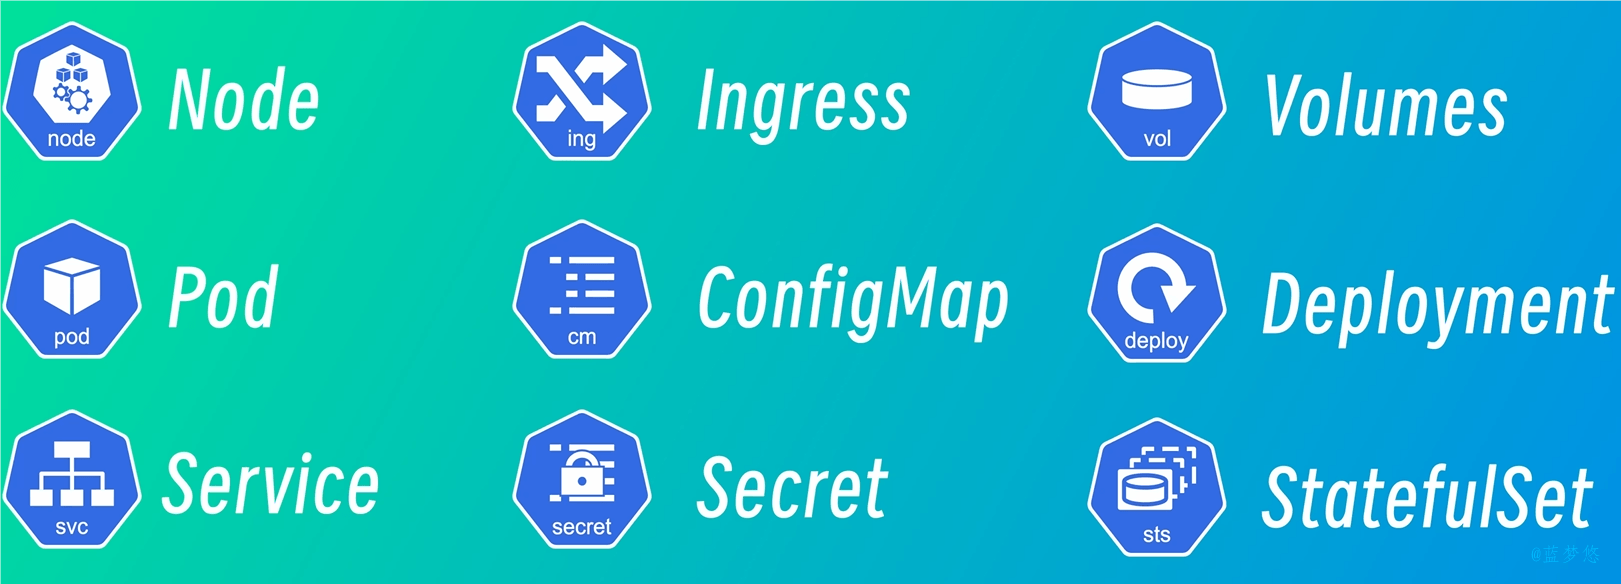 node
Node
ing
Ingress
vol
Volumes
pod
Pod
cm
ConfigMap
deploy
Deployment
svc
Service
secret
Secret
sts
StatefulSet
@蓝梦悠